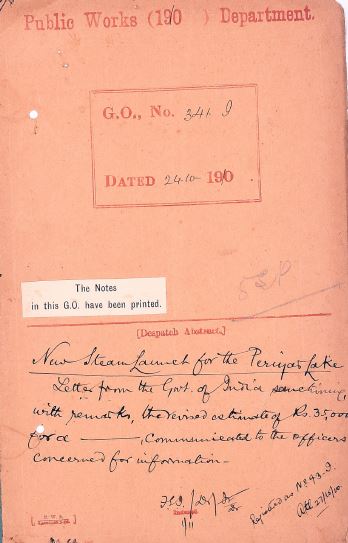 Public Works (190 ) Department.
G.O., No. 341 I
DATED 24-10- 1910
The Notes
in this G.O. have been printed.
[Despatch Abstract.]
New Steam Launch for the Periyar Lake
Letter from the Govt. of India sanctioning,
with remarks, the revised estimate of Rs. 35,000
for a ———, communicated to the officers
concerned for information.